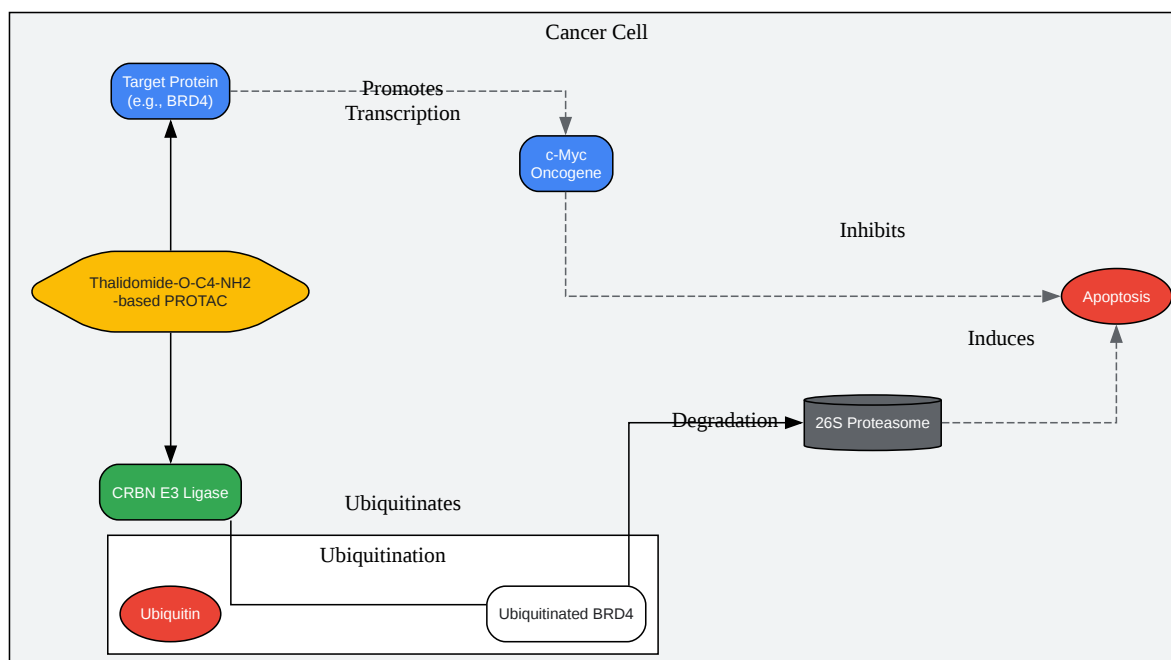 Cancer Cell
Target Protein
(e.g., BRD4)
Promotes
Transcription
c-Myc
Oncogene
Inhibits
Thalidomide-O-C4-NH2
-based PROTAC
Apoptosis
Induces
Degradation
26S Proteasome
CRBN E3 Ligase
Ubiquitinates
Ubiquitination
Ubiquitin
Ubiquitinated BRD4